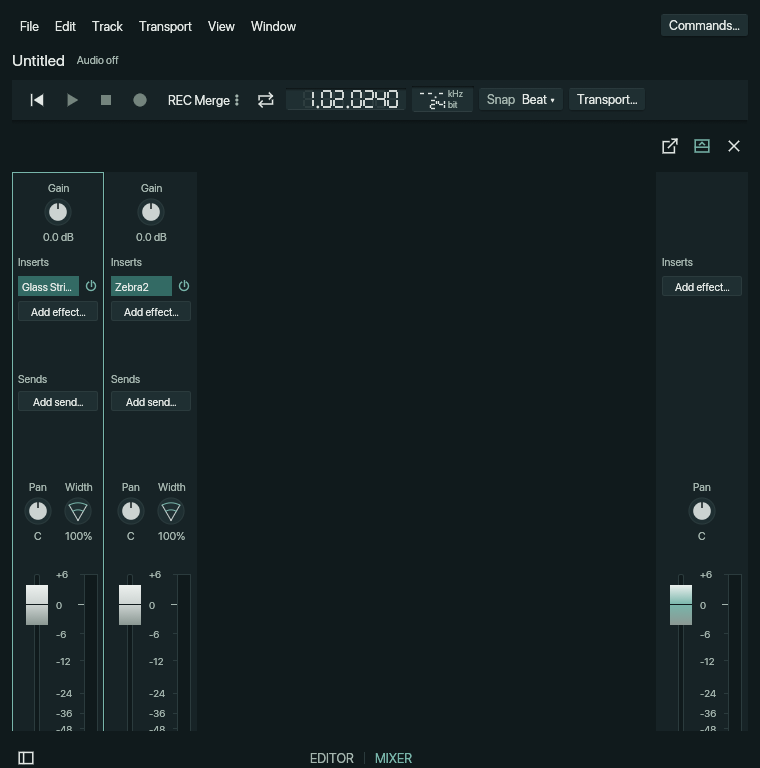 File Edit Track Transport View Window Commands...
Untitled Audio off
REC Merge 1.02.0240 --.- kHz
24 bit
Snap Beat Transport...
Gain Gain
0.0 dB 0.0 dB
Inserts Inserts Inserts
Glass Stri... Zebra2 Add effect...
Add effect... Add effect...
Sends Sends
Add send... Add send...
Pan Width Pan Width Pan
C 100% C 100% C
+6 +6 +6
0 0 0
-6 -6 -6
-12 -12 -12
-24 -24 -24
-36 -36 -36
-48 -48 -48
EDITOR MIXER